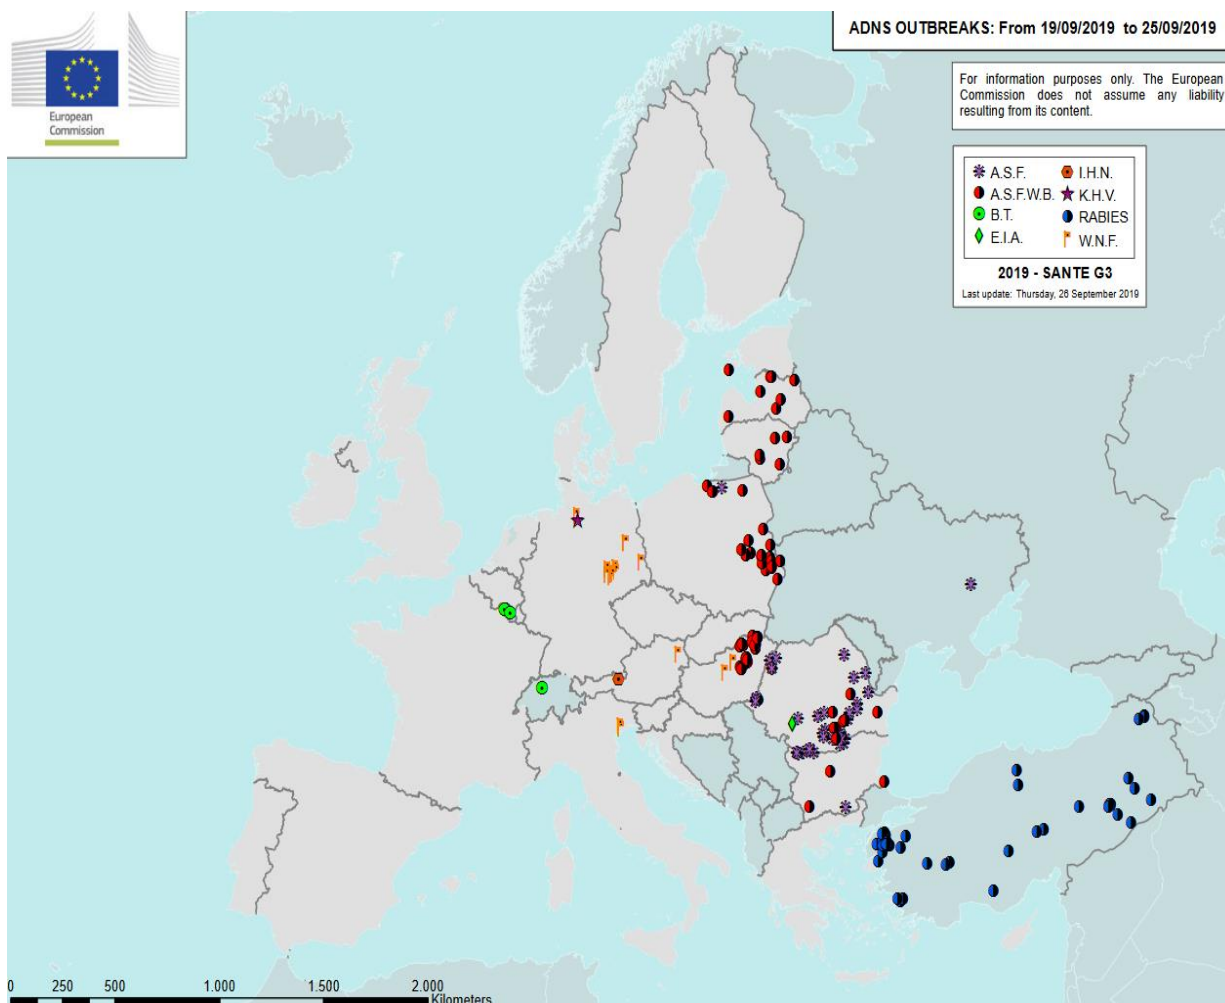 European
Commission
ADNS OUTBREAKS: From 19/09/2019 to 25/09/2019
For information purposes only. The European
Commission does not assume any liability
resulting from its content.
A.S.F. I.H.N.
A.S.F.W.B. K.H.V.
B.T. RABIES
E.I.A. W.N.F.
2019 - SANTE G3
Last update: Thursday, 26 September 2019
0 250 500 1.000 1.500 2.000
Kilometers